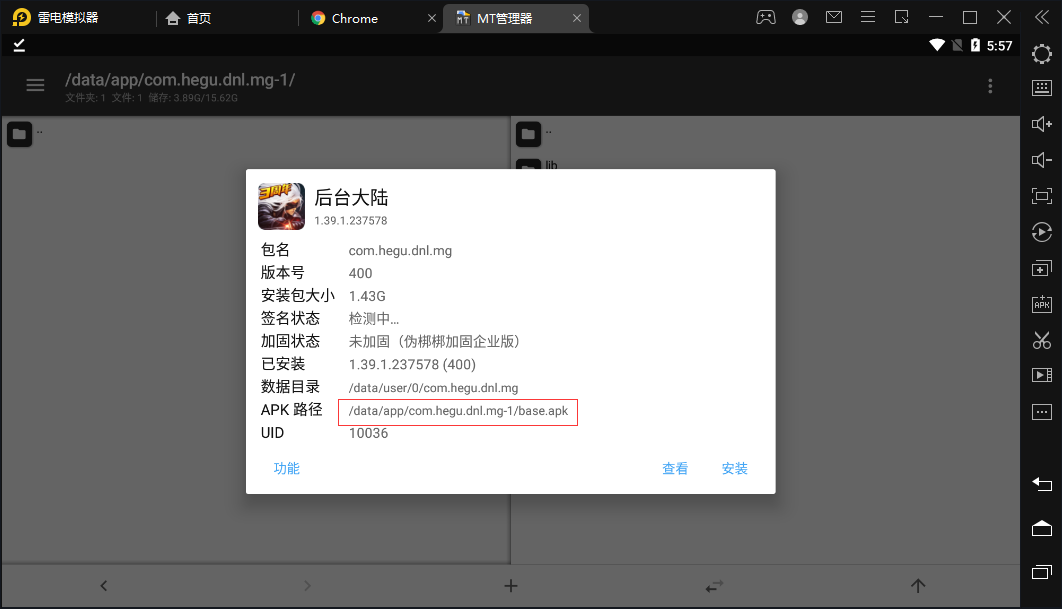 雷电模拟器
首页
Chrome
MT管理器
5:57
/data/app/com.hegu.dnl.mg-1/
文件夹: 1 文件: 1 储存: 3.89G/15.62G
..
..
lib
3周年
后台大陆
1.39.1.237578
包名 com.hegu.dnl.mg
版本号 400
安装包大小 1.43G
签名状态 检测中...
加固状态 未加固（伪梆梆加固企业版）
已安装 1.39.1.237578 (400)
数据目录 /data/user/0/com.hegu.dnl.mg
APK 路径 /data/app/com.hegu.dnl.mg-1/base.apk
UID 10036
功能 查看 安装
APK